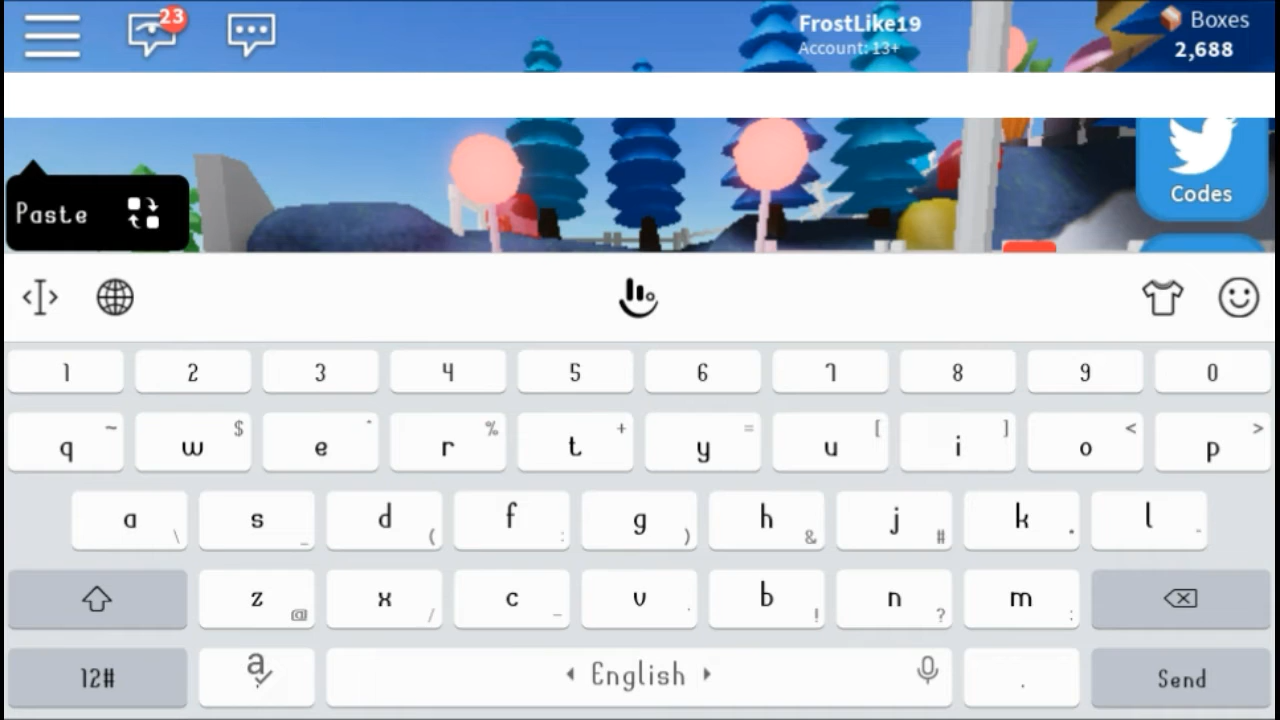 23
FrostLike19
Account: 13+
Boxes
2,688
Codes
Paste
1 2 3 4 5 6 7 8 9 0
~ $ ^ % + = [ ] < >
q w e r t y u i o p
a s d f g h j k l
\ _ ( : ) & #
z x c v b n m
@ / ! ? :
12# a English .
Send